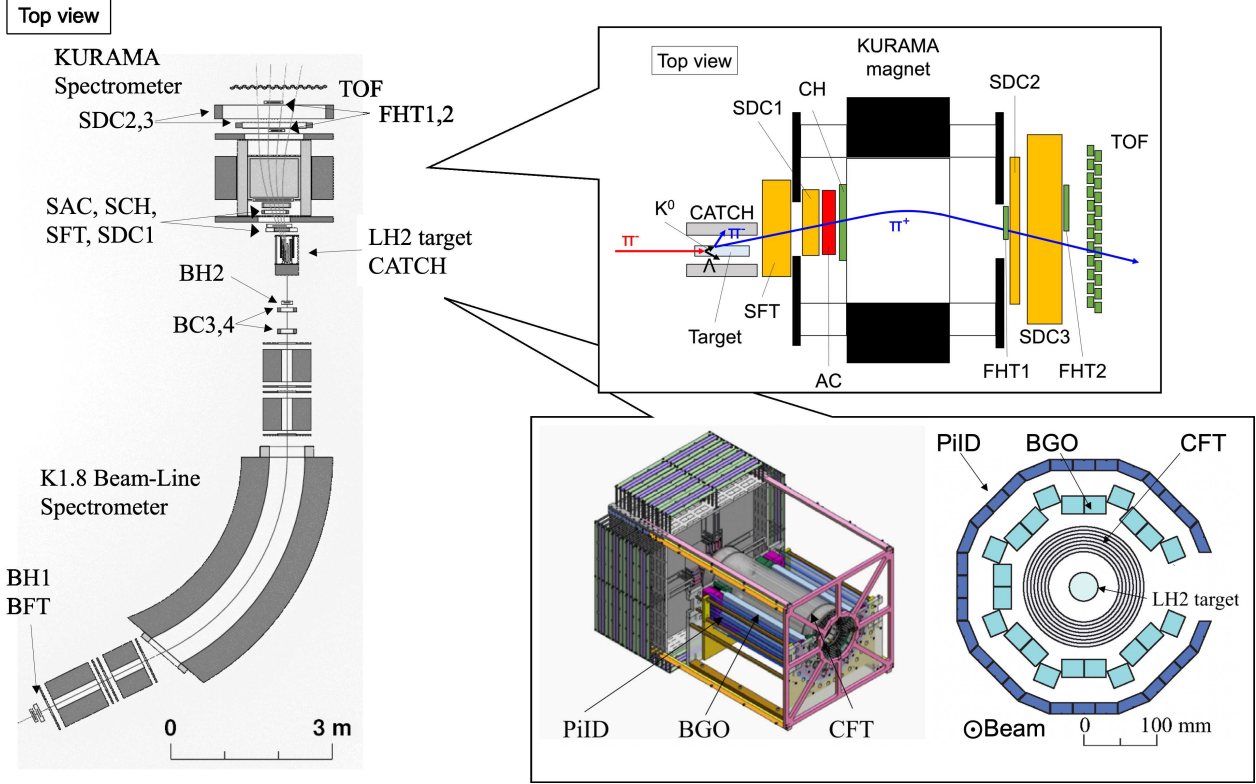 Top view
KURAMA
Spectrometer
TOF
SDC2,3
FHT1,2
SAC, SCH,
SFT, SDC1
LH2 target
CATCH
BH2
BC3,4
K1.8 Beam-Line
Spectrometer
BH1
BFT
0
3 m
Top view
KURAMA
magnet
SDC1
CH
SDC2
TOF
K⁰
CATCH
π⁻
π⁻
π⁺
Λ
Target
SFT
AC
SDC3
FHT1
FHT2
PiID
BGO
CFT
PiID
BGO
CFT
LH2 target
⊙Beam
0
100 mm